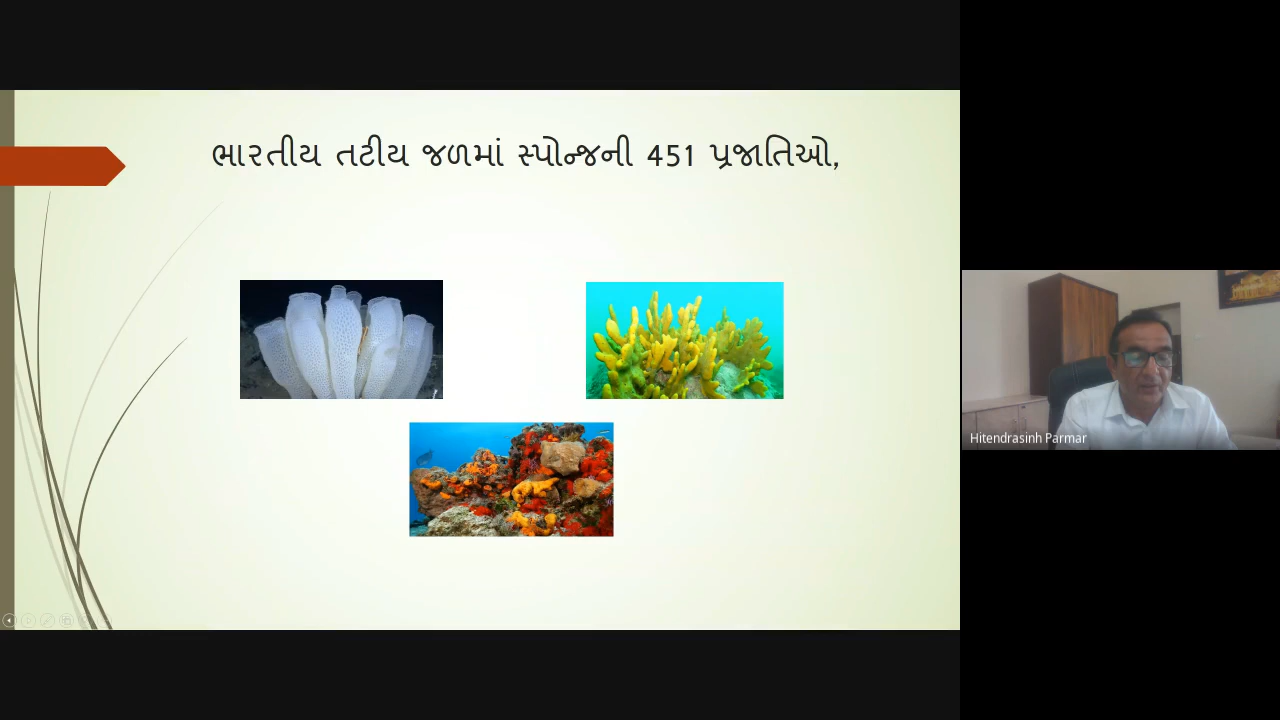 ભારતીય તટીય જળમાં સ્પોન્જની 451 પ્રજાતિઓ,
Hitendrasinh Parmar